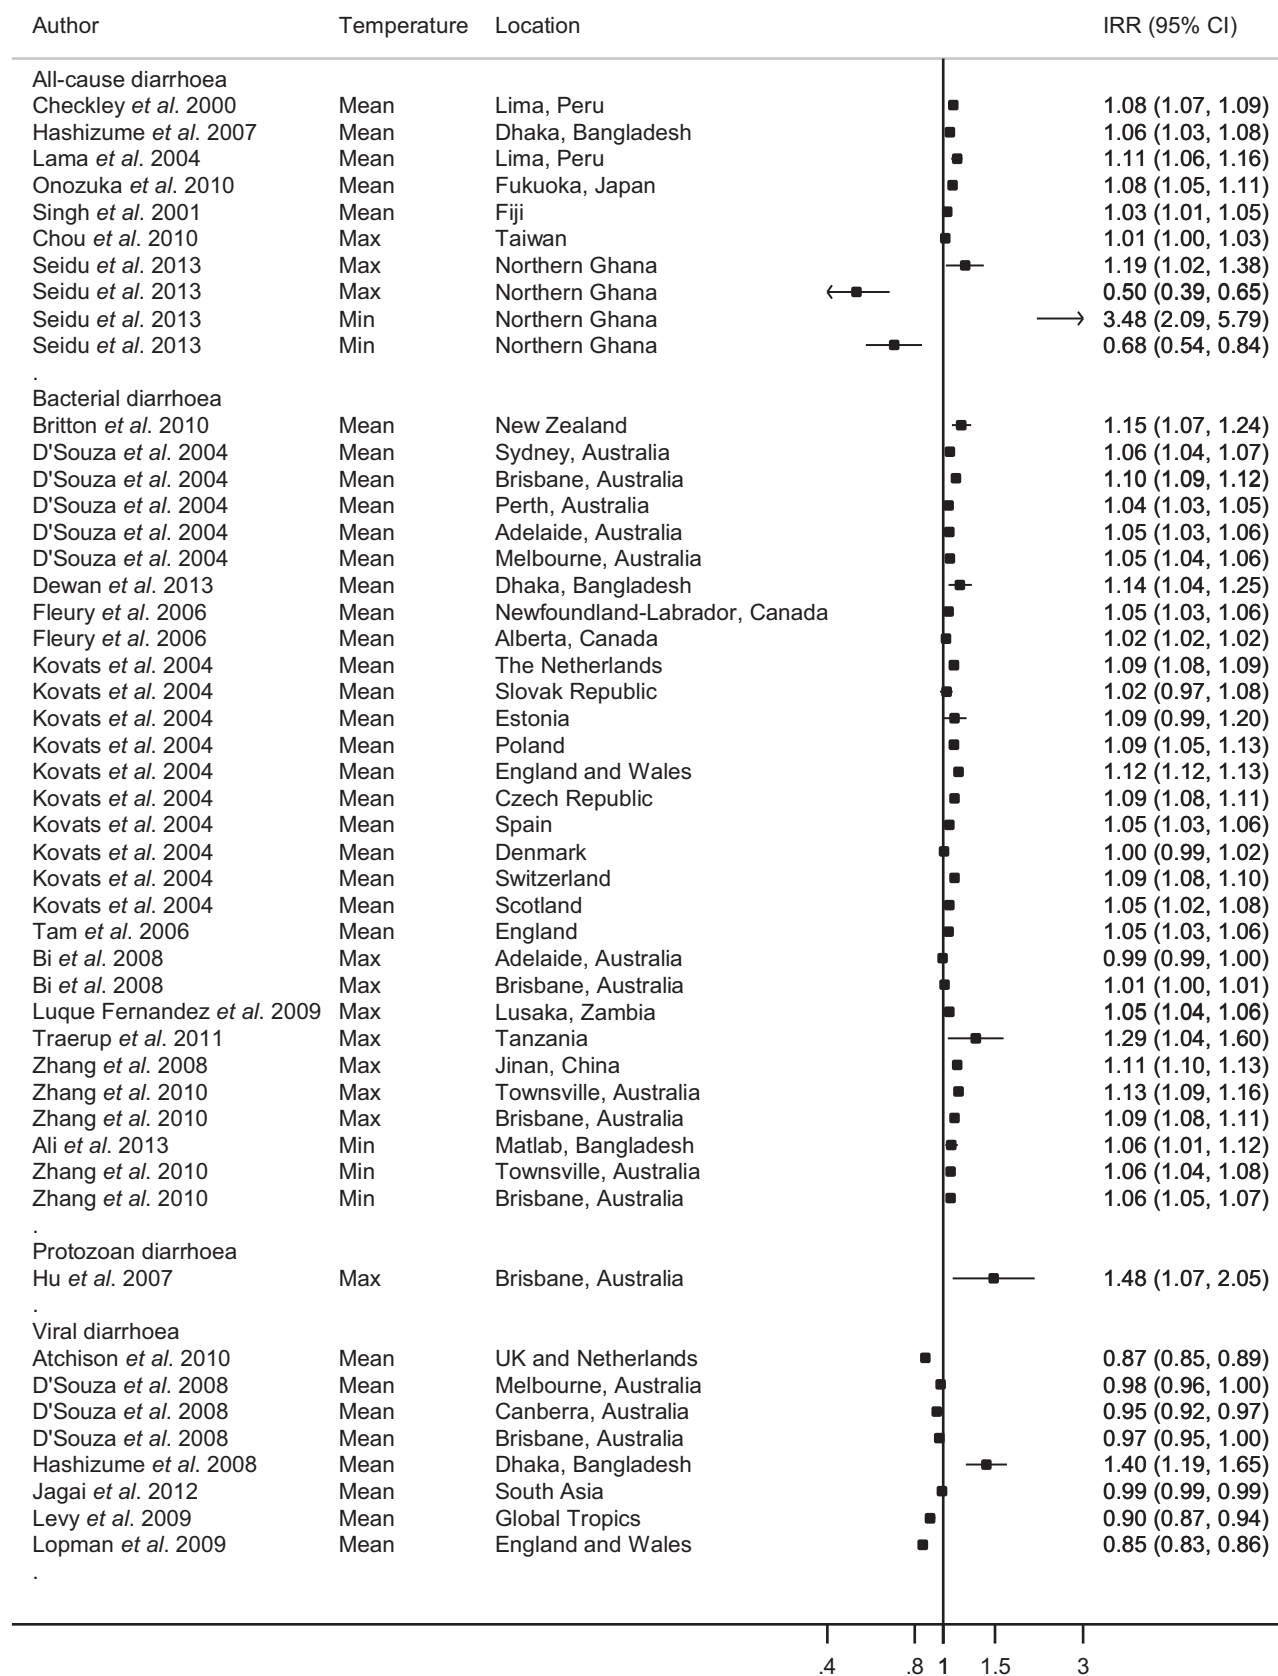 Author Temperature Location IRR (95% CI)
All-cause diarrhoea
Checkley et al. 2000 Mean Lima, Peru 1.08 (1.07, 1.09)
Hashizume et al. 2007 Mean Dhaka, Bangladesh 1.06 (1.03, 1.08)
Lama et al. 2004 Mean Lima, Peru 1.11 (1.06, 1.16)
Onozuka et al. 2010 Mean Fukuoka, Japan 1.08 (1.05, 1.11)
Singh et al. 2001 Mean Fiji 1.03 (1.01, 1.05)
Chou et al. 2010 Max Taiwan 1.01 (1.00, 1.03)
Seidu et al. 2013 Max Northern Ghana 1.19 (1.02, 1.38)
Seidu et al. 2013 Max Northern Ghana 0.50 (0.39, 0.65)
Seidu et al. 2013 Min Northern Ghana 3.48 (2.09, 5.79)
Seidu et al. 2013 Min Northern Ghana 0.68 (0.54, 0.84)
.
Bacterial diarrhoea
Britton et al. 2010 Mean New Zealand 1.15 (1.07, 1.24)
D'Souza et al. 2004 Mean Sydney, Australia 1.06 (1.04, 1.07)
D'Souza et al. 2004 Mean Brisbane, Australia 1.10 (1.09, 1.12)
D'Souza et al. 2004 Mean Perth, Australia 1.04 (1.03, 1.05)
D'Souza et al. 2004 Mean Adelaide, Australia 1.05 (1.03, 1.06)
D'Souza et al. 2004 Mean Melbourne, Australia 1.05 (1.04, 1.06)
Dewan et al. 2013 Mean Dhaka, Bangladesh 1.14 (1.04, 1.25)
Fleury et al. 2006 Mean Newfoundland-Labrador, Canada 1.05 (1.03, 1.06)
Fleury et al. 2006 Mean Alberta, Canada 1.02 (1.02, 1.02)
Kovats et al. 2004 Mean The Netherlands 1.09 (1.08, 1.09)
Kovats et al. 2004 Mean Slovak Republic 1.02 (0.97, 1.08)
Kovats et al. 2004 Mean Estonia 1.09 (0.99, 1.20)
Kovats et al. 2004 Mean Poland 1.09 (1.05, 1.13)
Kovats et al. 2004 Mean England and Wales 1.12 (1.12, 1.13)
Kovats et al. 2004 Mean Czech Republic 1.09 (1.08, 1.11)
Kovats et al. 2004 Mean Spain 1.05 (1.03, 1.06)
Kovats et al. 2004 Mean Denmark 1.00 (0.99, 1.02)
Kovats et al. 2004 Mean Switzerland 1.09 (1.08, 1.10)
Kovats et al. 2004 Mean Scotland 1.05 (1.02, 1.08)
Tam et al. 2006 Mean England 1.05 (1.03, 1.06)
Bi et al. 2008 Max Adelaide, Australia 0.99 (0.99, 1.00)
Bi et al. 2008 Max Brisbane, Australia 1.01 (1.00, 1.01)
Luque Fernandez et al. 2009 Max Lusaka, Zambia 1.05 (1.04, 1.06)
Traerup et al. 2011 Max Tanzania 1.29 (1.04, 1.60)
Zhang et al. 2008 Max Jinan, China 1.11 (1.10, 1.13)
Zhang et al. 2010 Max Townsville, Australia 1.13 (1.09, 1.16)
Zhang et al. 2010 Max Brisbane, Australia 1.09 (1.08, 1.11)
Ali et al. 2013 Min Matlab, Bangladesh 1.06 (1.01, 1.12)
Zhang et al. 2010 Min Townsville, Australia 1.06 (1.04, 1.08)
Zhang et al. 2010 Min Brisbane, Australia 1.06 (1.05, 1.07)
.
Protozoan diarrhoea
Hu et al. 2007 Max Brisbane, Australia 1.48 (1.07, 2.05)
.
Viral diarrhoea
Atchison et al. 2010 Mean UK and Netherlands 0.87 (0.85, 0.89)
D'Souza et al. 2008 Mean Melbourne, Australia 0.98 (0.96, 1.00)
D'Souza et al. 2008 Mean Canberra, Australia 0.95 (0.92, 0.97)
D'Souza et al. 2008 Mean Brisbane, Australia 0.97 (0.95, 1.00)
Hashizume et al. 2008 Mean Dhaka, Bangladesh 1.40 (1.19, 1.65)
Jagai et al. 2012 Mean South Asia 0.99 (0.99, 0.99)
Levy et al. 2009 Mean Global Tropics 0.90 (0.87, 0.94)
Lopman et al. 2009 Mean England and Wales 0.85 (0.83, 0.86)
.
.4 .8 1 1.5 3